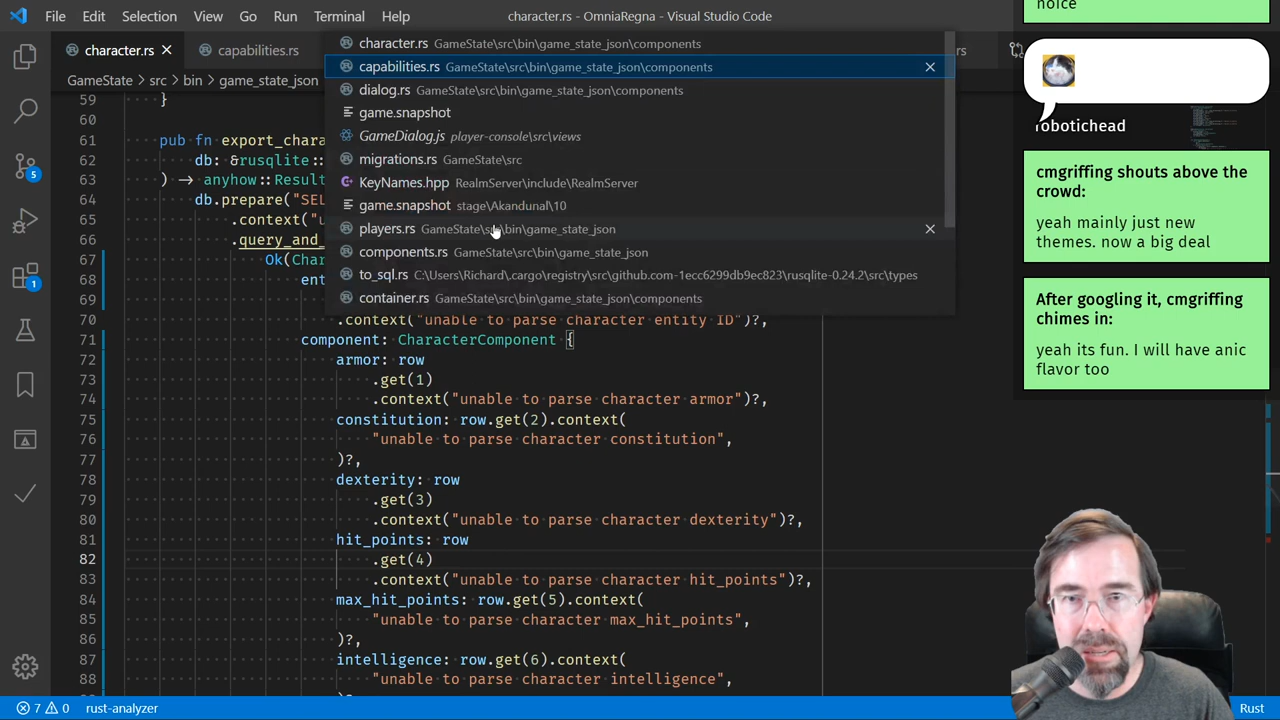 File Edit Selection View Go Run Terminal Help
character.rs - OmniaRegna - Visual Studio Code
character.rs
capabilities.rs
rs
GameState > src > bin > game_state_json
character.rs GameState\src\bin\game_state_json\components
capabilities.rs GameState\src\bin\game_state_json\components
dialog.rs GameState\src\bin\game_state_json\components
game.snapshot
GameDialog.js player-console\src\views
migrations.rs GameState\src
KeyNames.hpp RealmServer\include\RealmServer
game.snapshot stage\Akandunal\10
players.rs GameState\src\bin\game_state_json
components.rs GameState\src\bin\game_state_json
to_sql.rs C:\Users\Richard\.cargo\registry\src\github.com-1ecc6299db9ec823\rusqlite-0.24.2\src\types
container.rs GameState\src\bin\game_state_json\components
59 }
60
61 pub fn export_chara
62 db: &rusqlite::
63 ) → anyhow::Result
64 db.prepare("SEL
65 .context("u
66 .query_and_
67 Ok(Char
68 ent
69
70 .context("unable to parse character entity ID")?,
71 component: CharacterComponent {
72 armor: row
73 .get(1)
74 .context("unable to parse character armor")?,
75 constitution: row.get(2).context(
76 "unable to parse character constitution",
77 )?,
78 dexterity: row
79 .get(3)
80 .context("unable to parse character dexterity")?,
81 hit_points: row
82 .get(4)
83 .context("unable to parse character hit_points")?,
84 max_hit_points: row.get(5).context(
85 "unable to parse character max_hit_points",
86 )?,
87 intelligence: row.get(6).context(
88 "unable to parse character intelligence",
)?,
5
1
7 0 rust-analyzer
Rust
noice
robotichead
cmgriffing shouts above the
crowd:
yeah mainly just new
themes. now a big deal
After googling it, cmgriffing
chimes in:
yeah its fun. I will have anic
flavor too